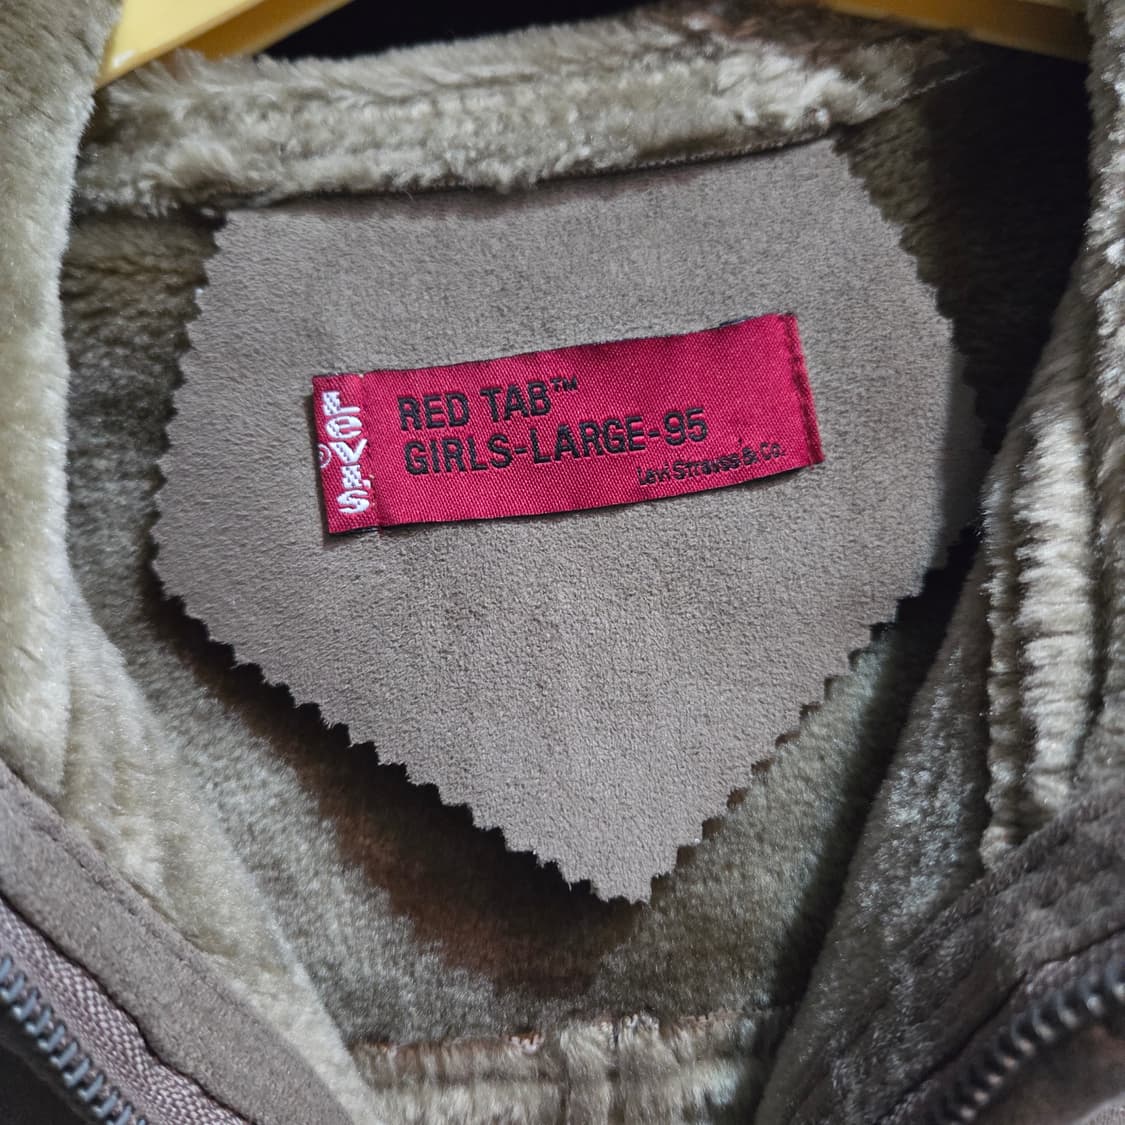 LEVI'S®
RED TAB™
GIRLS-LARGE-95
Levi Strauss & Co.